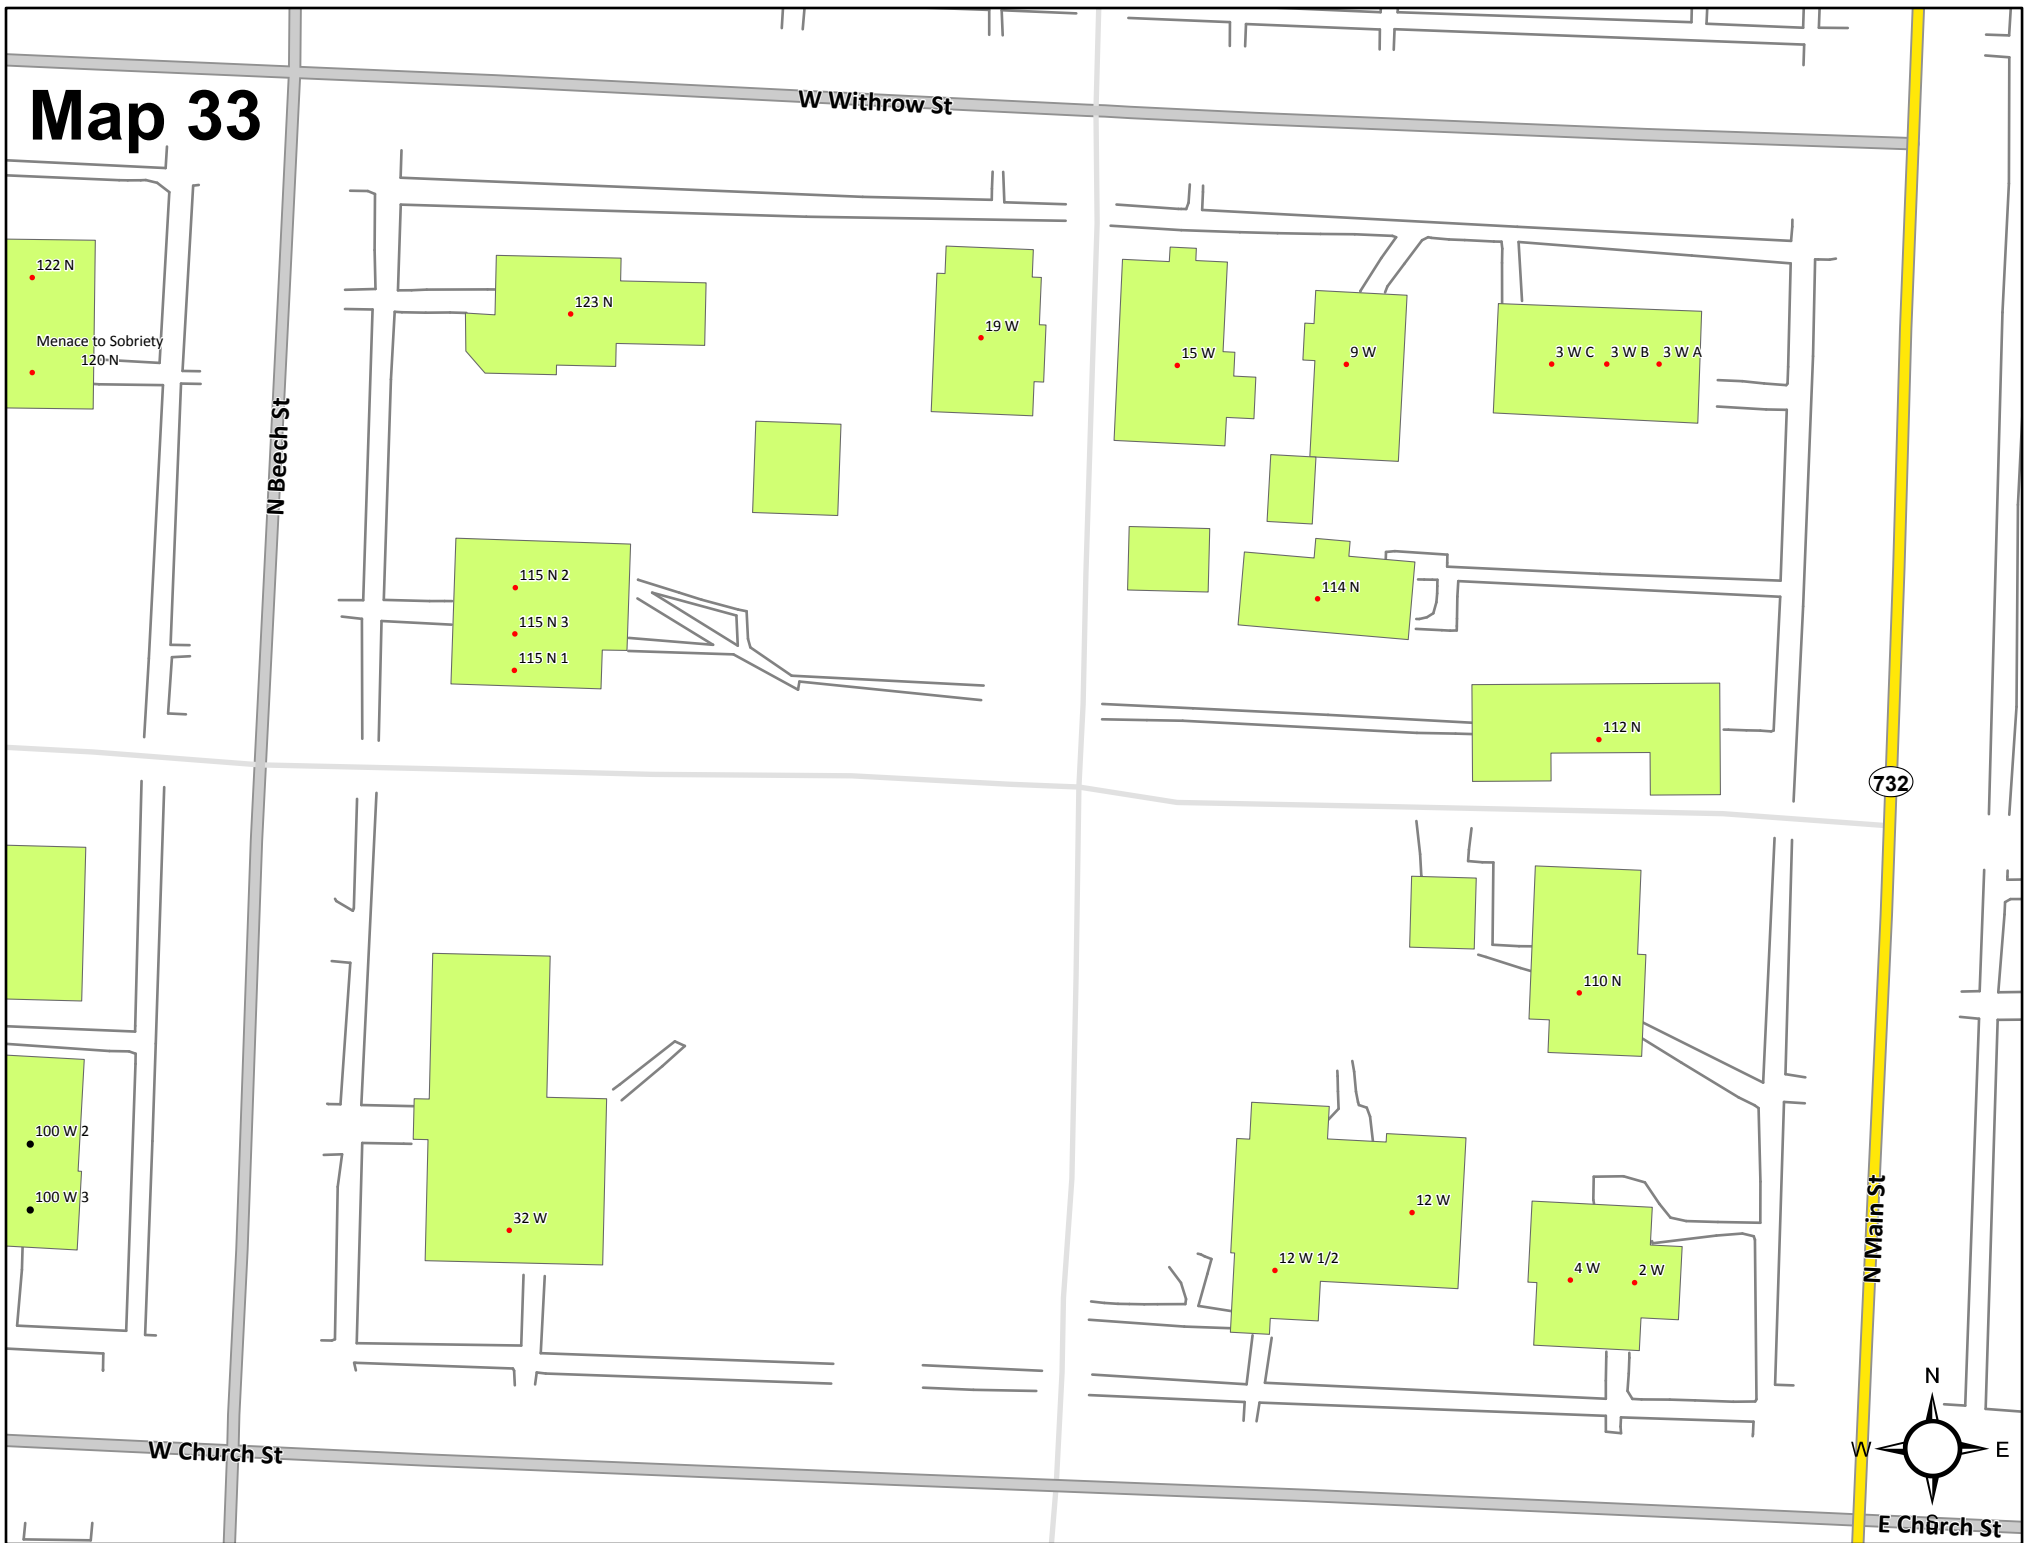 W Withrow St
Map 33
122 N
123 N
19 W
15 W
9 W
3 W C
3 W B
3 W A
Menace to Sobriety
120 N
N Beech St
115 N 2
115 N 3
115 N 1
114 N
112 N
732
110 N
100 W 2
100 W 3
32 W
12 W
12 W 1/2
4 W
2 W
N Main St
N
W
E
S
W Church St
E Church St